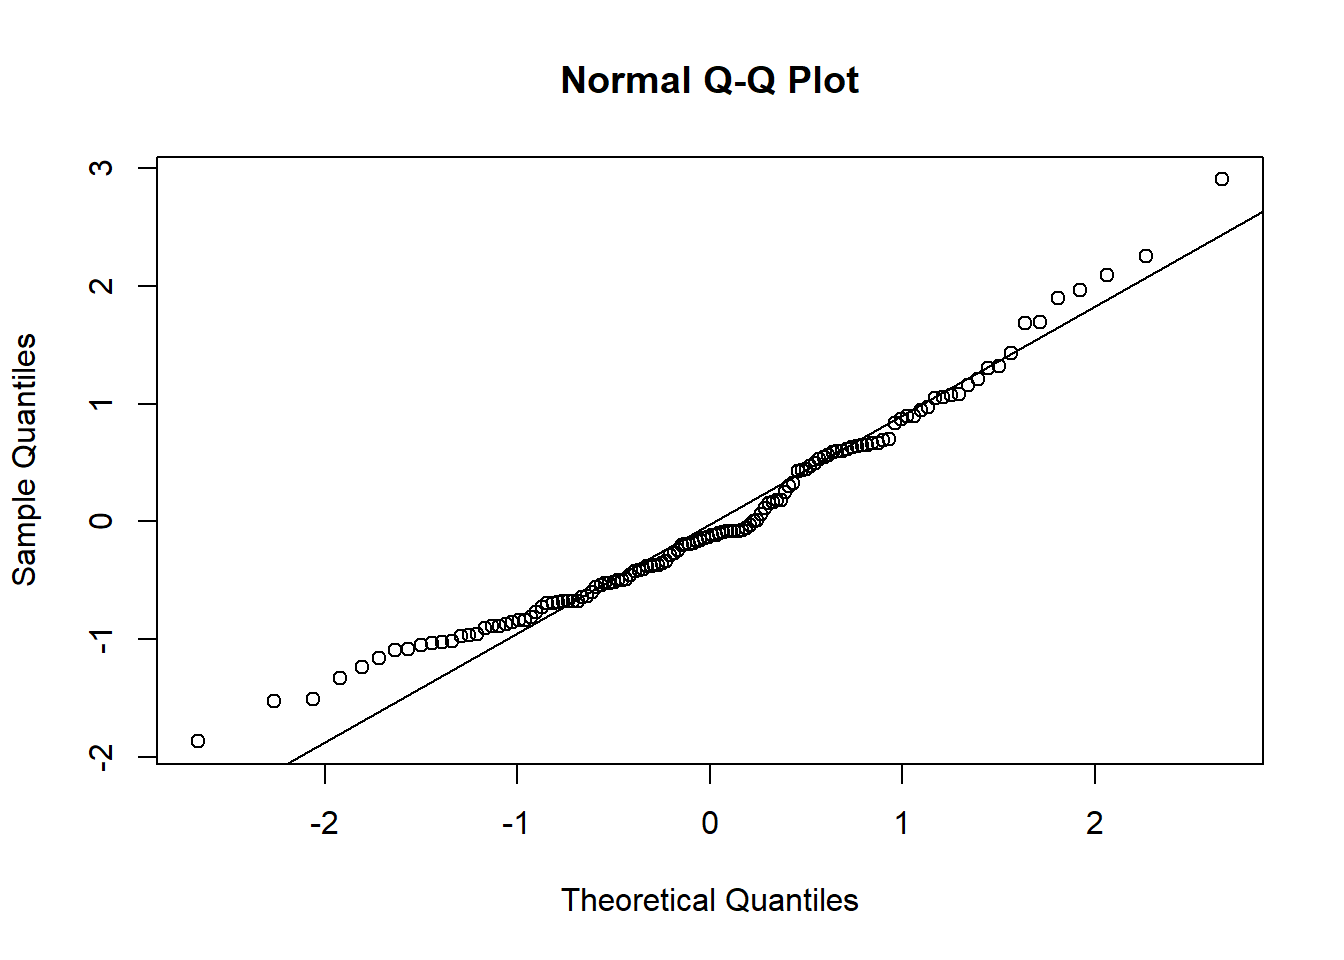 Normal Q-Q Plot
Sample Quantiles
3
2
1
0
-1
-2
-2 -1 0 1 2
Theoretical Quantiles